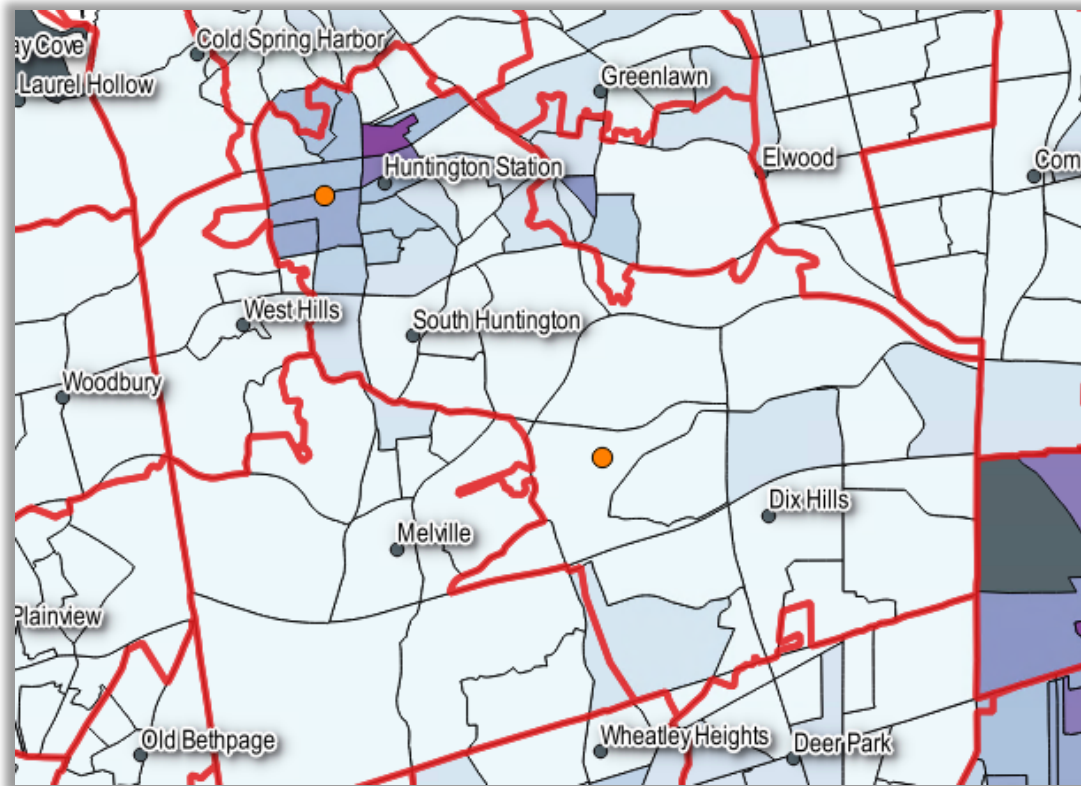 Cold Spring Harbor
ay Cove
Laurel Hollow
Greenlawn
Huntington Station
Elwood
Com
West Hills
South Huntington
Woodbury
Dix Hills
Melville
Plainview
Old Bethpage
Wheatley Heights
Deer Park